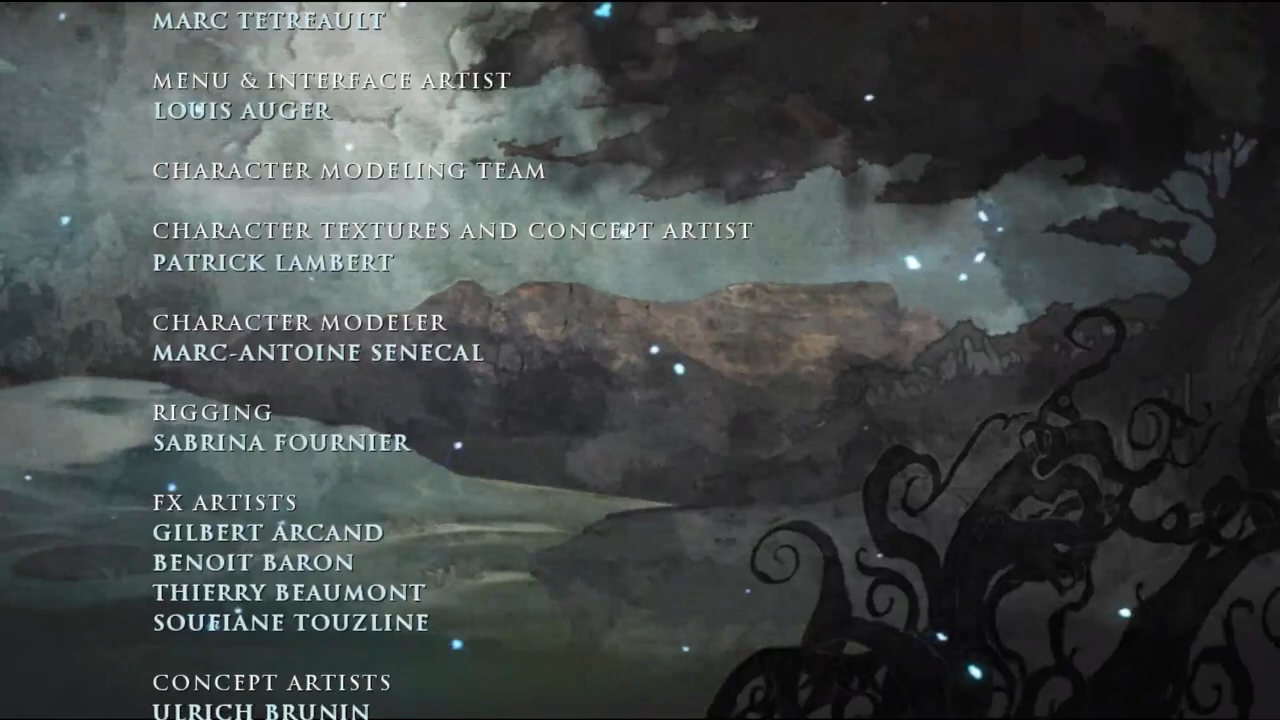 MARC TETREAULT
MENU & INTERFACE ARTIST
LOUIS AUGER
CHARACTER MODELING TEAM
CHARACTER TEXTURES AND CONCEPT ARTIST
PATRICK LAMBERT
CHARACTER MODELER
MARC-ANTOINE SENECAL
RIGGING
SABRINA FOURNIER
FX ARTISTS
GILBERT ARCAND
BENOIT BARON
THIERRY BEAUMONT
SOUFIANE TOUZLINE
CONCEPT ARTISTS
ULRICH BRUNIN